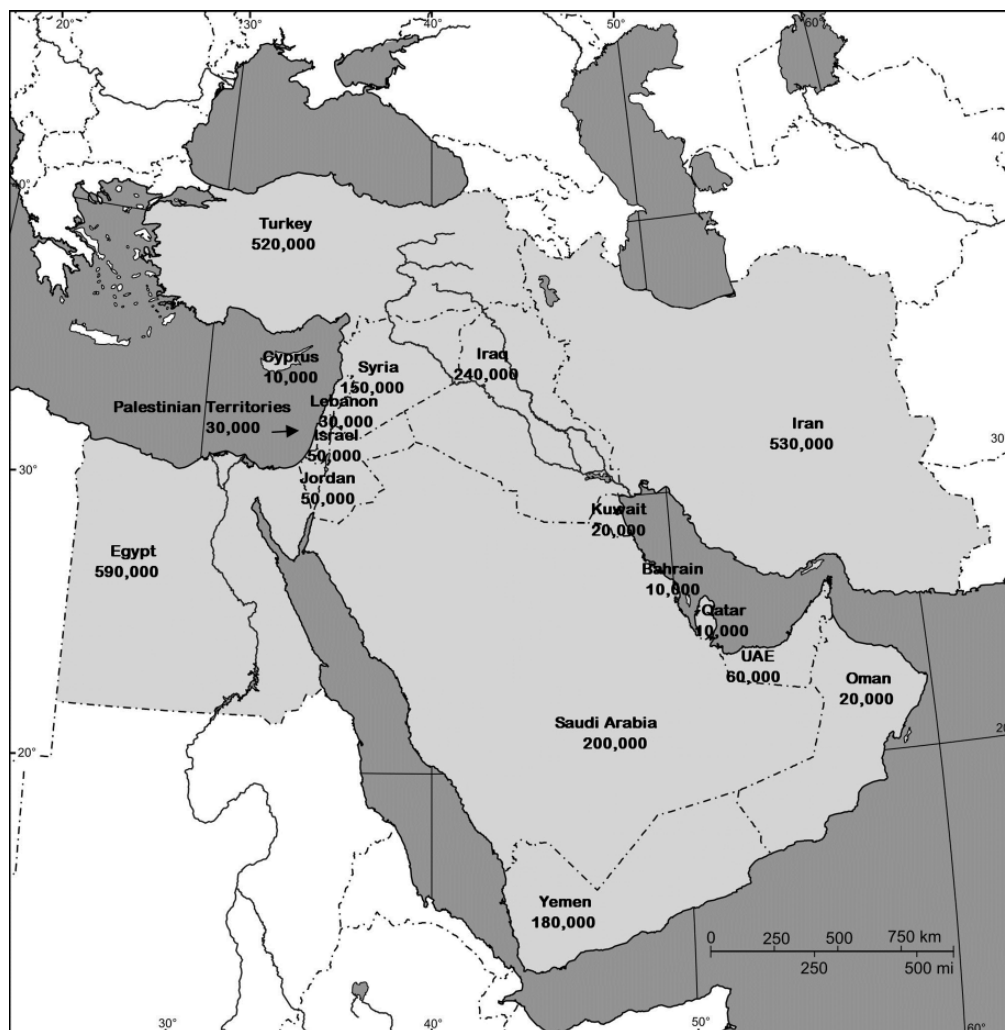 20°
30°
40°
50°
60°
40
40°
Turkey
520,000
Cyprus
10,000
Syria
150,000
Iraq
240,000
Palestinian Territories
30,000
Lebanon
30,000
Israel
50,000
Iran
530,000
30
30°
Jordan
50,000
Kuwait
20,000
Egypt
590,000
Bahrain
10,000
Qatar
10,000
UAE
60,000
Oman
20,000
Saudi Arabia
200,000
20
20°
Yemen
180,000
0 250 500 750 km
250 500 mi
30°
40°
50°
60°